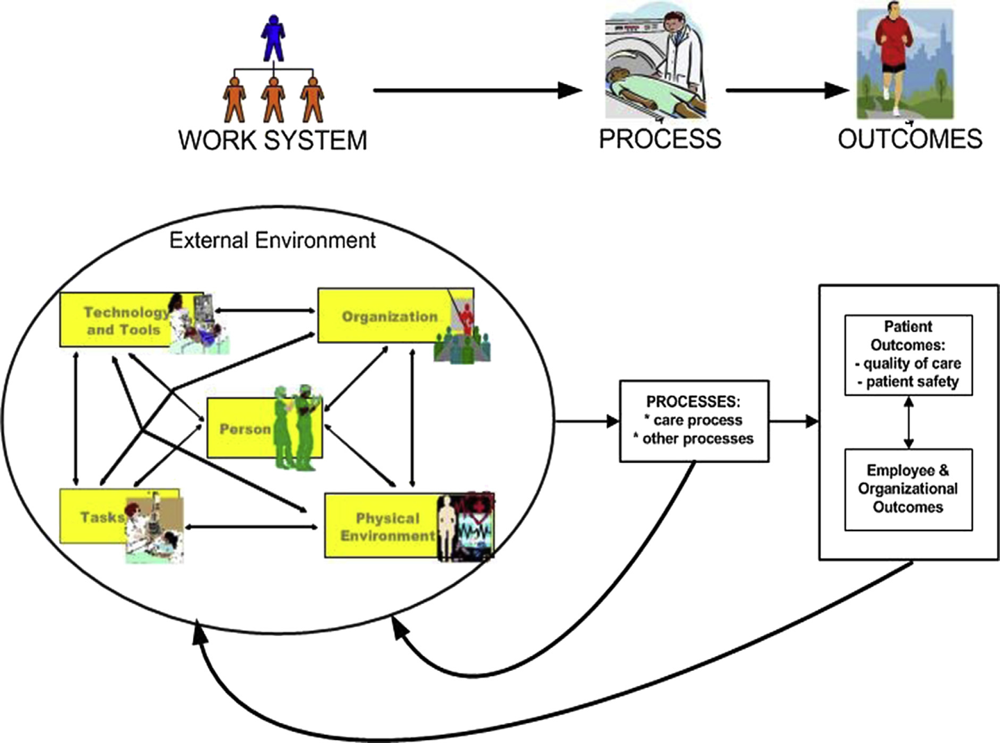 WORK SYSTEM
PROCESS
OUTCOMES
External Environment
Technology
and Tools
Organization
Person
Tasks
Physical
Environment
PROCESSES:
* care process
* other processes
Patient
Outcomes:
- quality of care
- patient safety
Employee &
Organizational
Outcomes